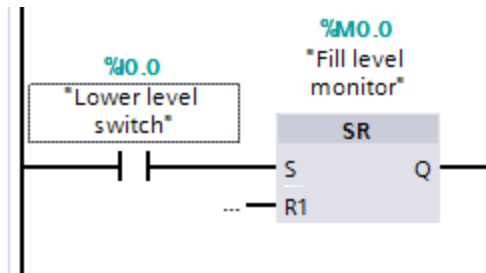 %M0.0
"Fill level
monitor"
%I0.0
"Lower level
switch"
SR
S Q
... R1